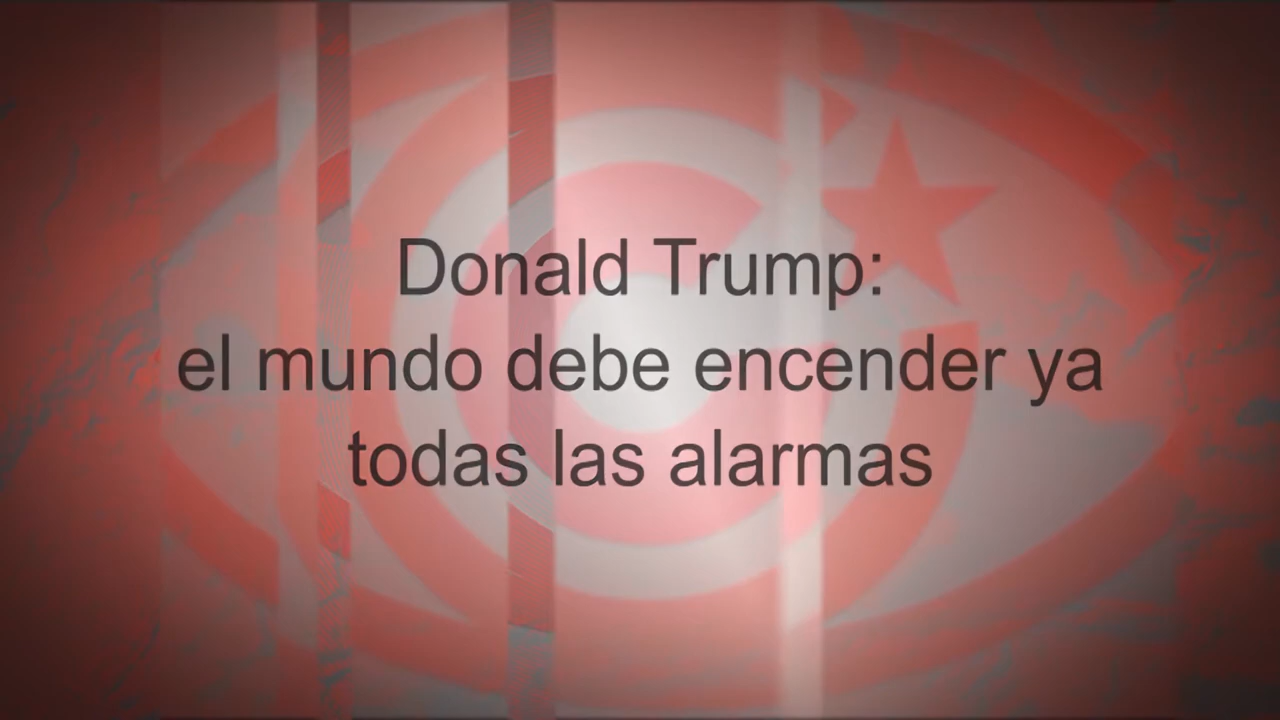 Donald Trump:
el mundo debe encender ya
todas las alarmas